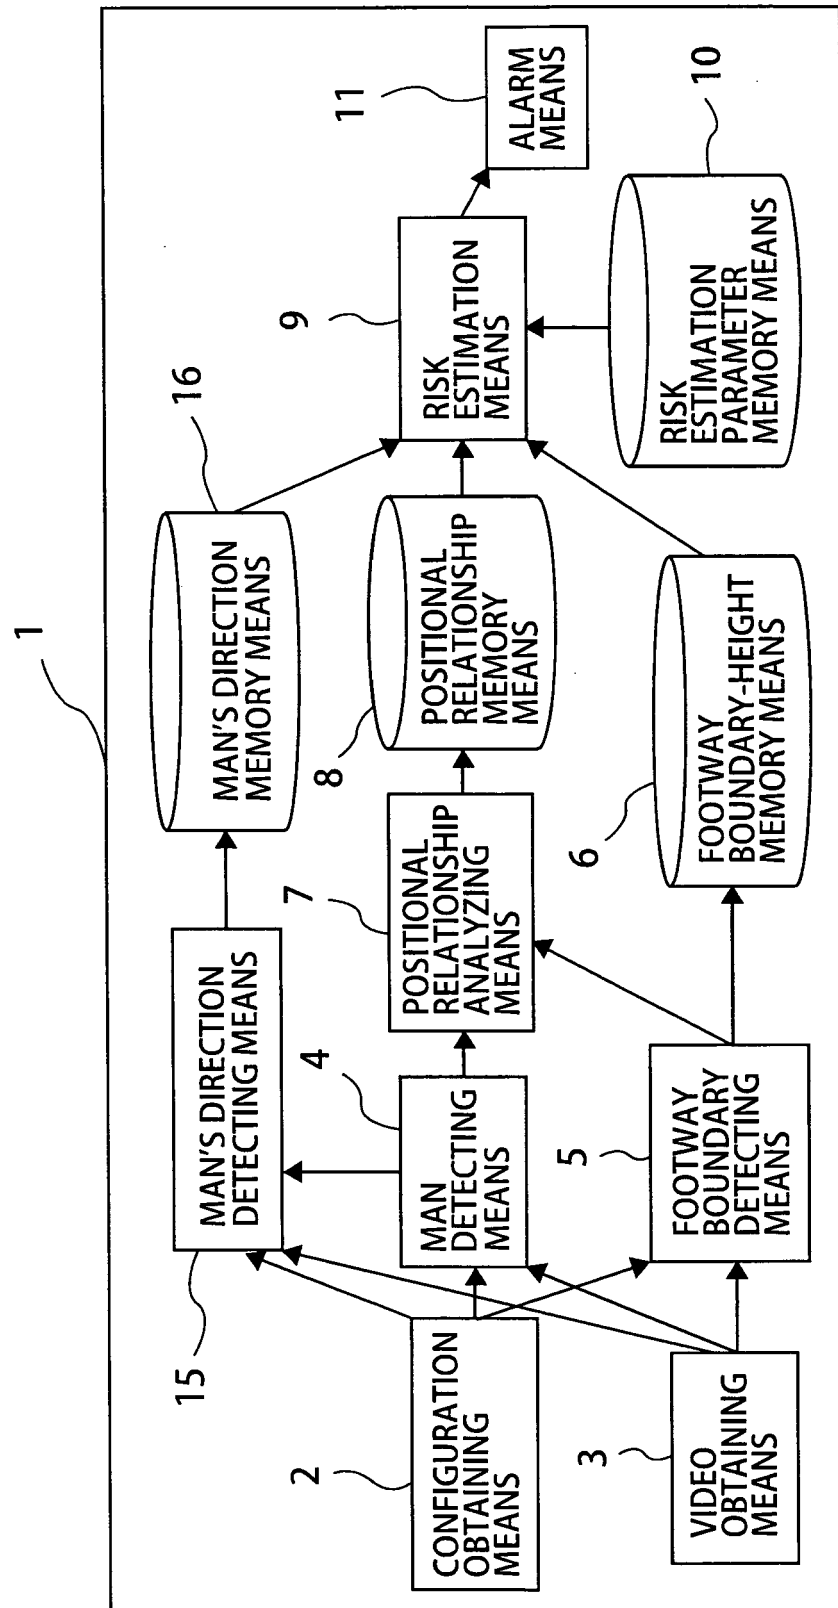 1
15
MAN'S DIRECTION
DETECTING MEANS
16
MAN'S DIRECTION
MEMORY MEANS
2
CONFIGURATION
OBTAINING
MEANS
4
MAN
DETECTING
MEANS
7
POSITIONAL
RELATIONSHIP
ANALYZING
MEANS
8
POSITIONAL
RELATIONSHIP
MEMORY
MEANS
9
RISK
ESTIMATION
MEANS
11
ALARM
MEANS
3
VIDEO
OBTAINING
MEANS
5
FOOTWAY
BOUNDARY
DETECTING
MEANS
6
FOOTWAY
BOUNDARY-HEIGHT
MEMORY MEANS
10
RISK
ESTIMATION
PARAMETER
MEMORY MEANS